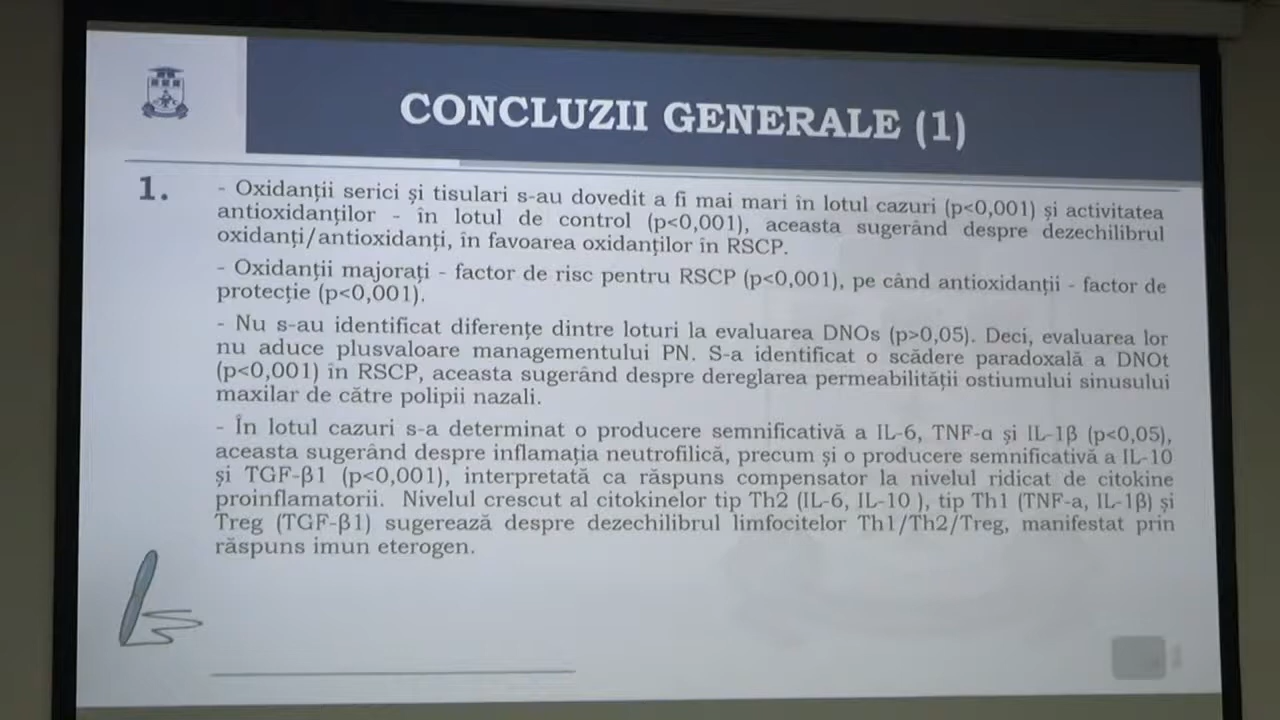 CONCLUZII GENERALE (1)
1.
- Oxidanții serici și tisulari s-au dovedit a fi mai mari în lotul cazuri (p<0,001) și activitatea
antioxidanților - în lotul de control (p<0,001), aceasta sugerând despre dezechilibrul
oxidanți/antioxidanți, în favoarea oxidanților în RSCP.
- Oxidanții majorați - factor de risc pentru RSCP (p<0,001), pe când antioxidanții - factor de
protecție (p<0,001).
- Nu s-au identificat diferențe dintre loturi la evaluarea DNOs (p>0,05). Deci, evaluarea lor
nu aduce plusvaloare managementului PN. S-a identificat o scădere paradoxală a DNOt
(p<0,001) în RSCP, aceasta sugerând despre dereglarea permeabilității ostiumului sinusului
maxilar de către polipii nazali.
- În lotul cazuri s-a determinat o producere semnificativă a IL-6, TNF-α și IL-1β (p<0,05),
aceasta sugerând despre inflamația neutrofilică, precum și o producere semnificativă a IL-10
și TGF-β1 (p<0,001), interpretată ca răspuns compensator la nivelul ridicat de citokine
proinflamatorii. Nivelul crescut al citokinelor tip Th2 (IL-6, IL-10 ), tip Th1 (TNF-a, IL-1β) și
Treg (TGF-β1) sugerează despre dezechilibrul limfocitelor Th1/Th2/Treg, manifestat prin
răspuns imun eterogen.